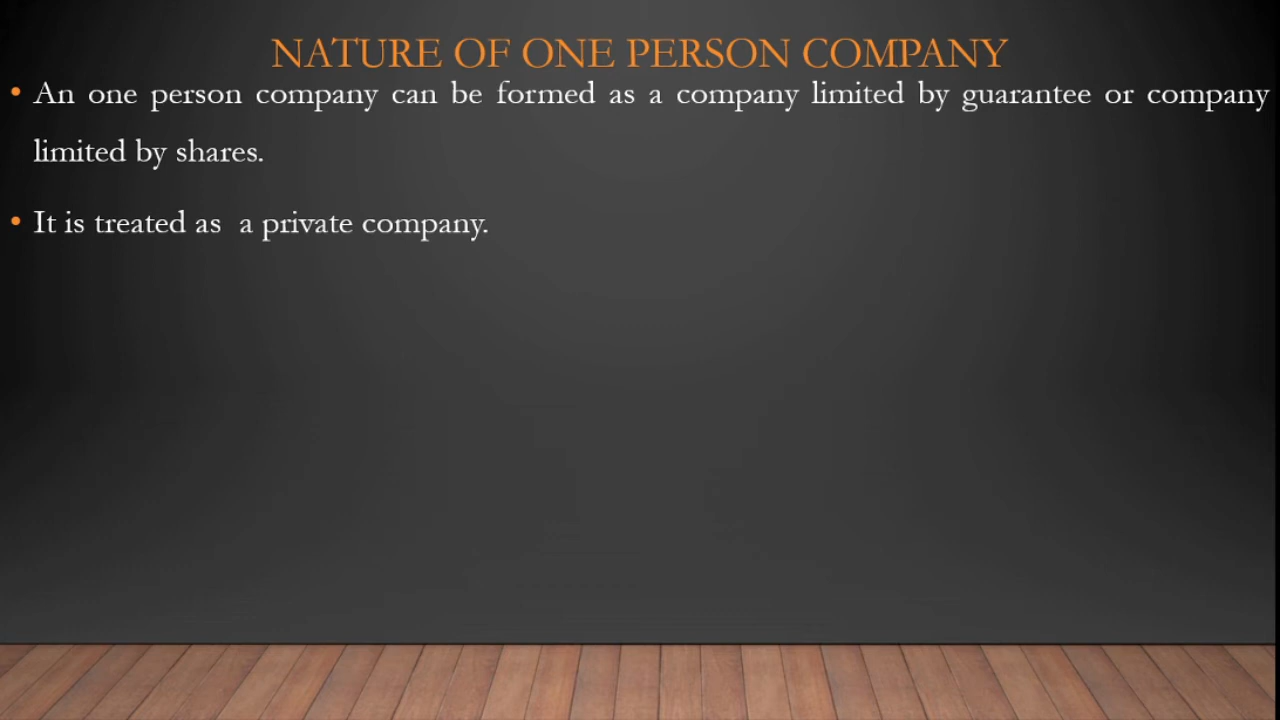 NATURE OF ONE PERSON COMPANY
• An one person company can be formed as a company limited by guarantee or company
limited by shares.
• It is treated as  a private company.